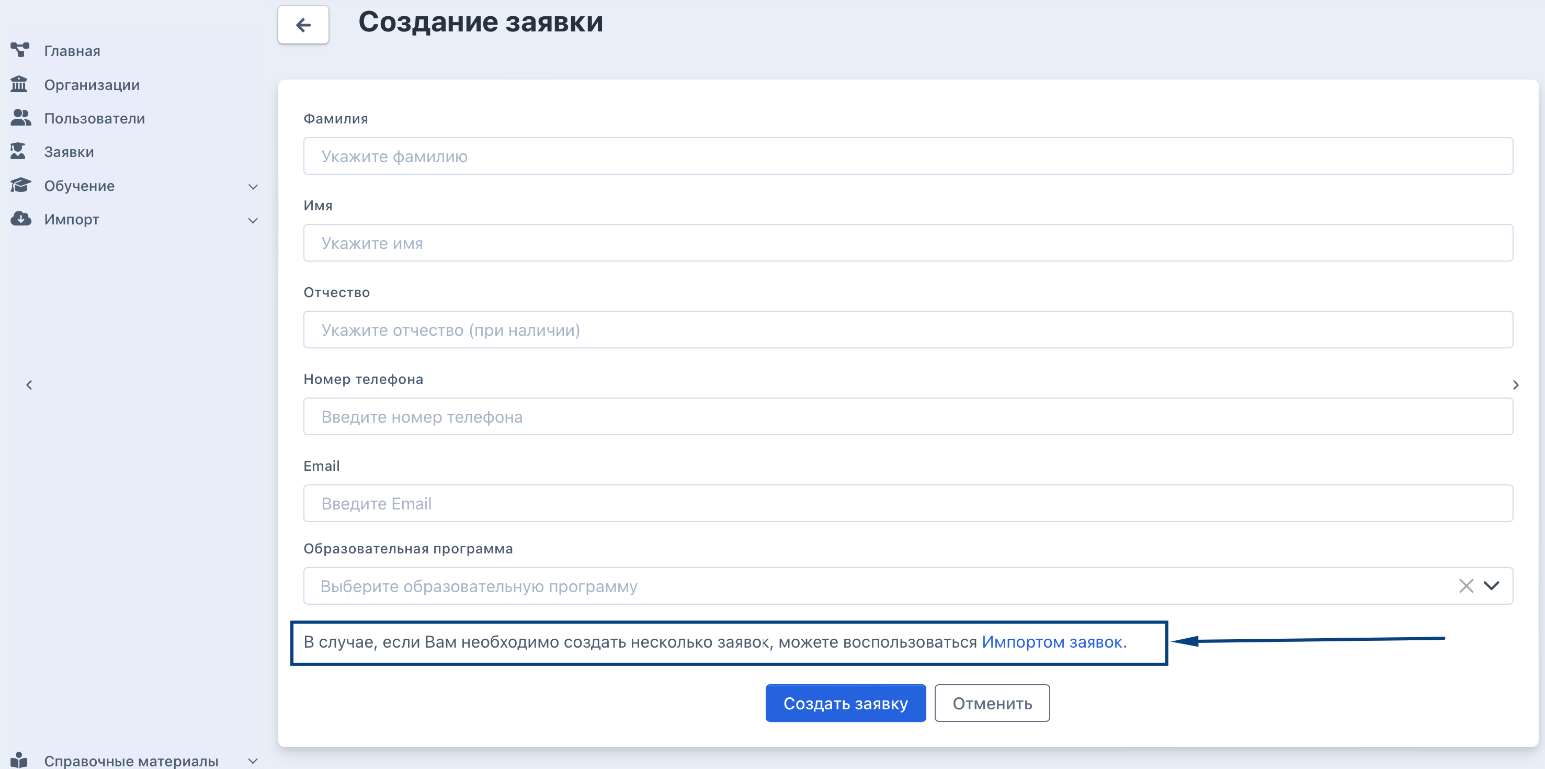 Создание заявки
Главная
Организации
Пользователи
Заявки
Обучение
Импорт
Справочные материалы
Фамилия
Укажите фамилию
Имя
Укажите имя
Отчество
Укажите отчество (при наличии)
Номер телефона
Введите номер телефона
Email
Введите Email
Образовательная программа
Выберите образовательную программу
В случае, если Вам необходимо создать несколько заявок, можете воспользоваться Импортом заявок.
Создать заявку
Отменить